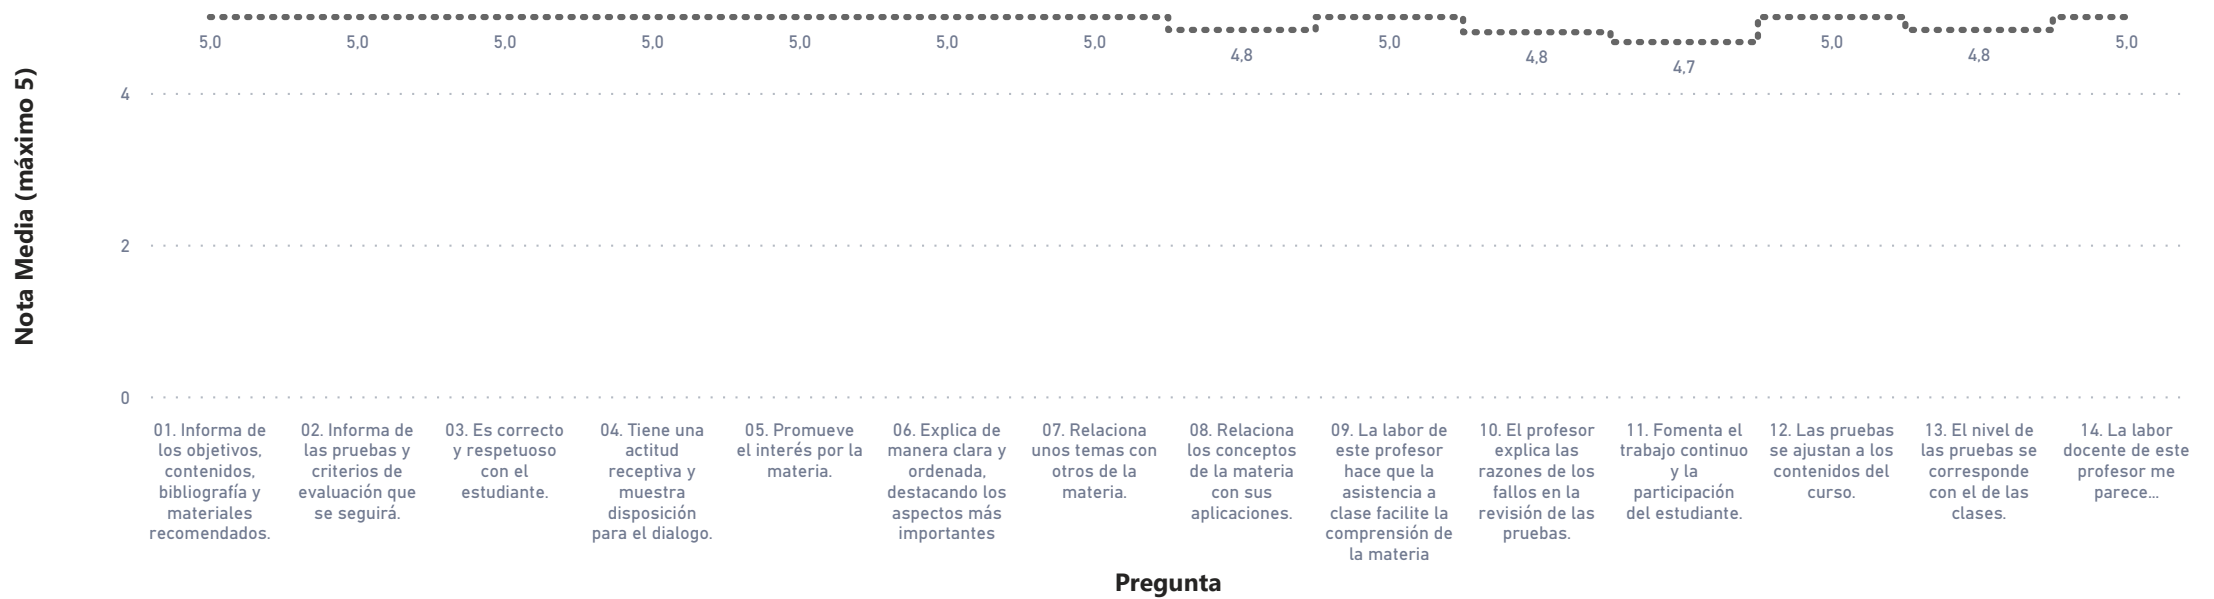 Nota Media (máximo 5)
5,0
5,0
5,0
5,0
5,0
5,0
5,0
4,8
5,0
4,8
4,7
5,0
4,8
5,0
4
2
0
01. Informa de
los objetivos,
contenidos,
bibliografía y
materiales
recomendados.
02. Informa de
las pruebas y
criterios de
evaluación que
se seguirá.
03. Es correcto
y respetuoso
con el
estudiante.
04. Tiene una
actitud
receptiva y
muestra
disposición
para el dialogo.
05. Promueve
el interés por la
materia.
06. Explica de
manera clara y
ordenada,
destacando los
aspectos más
importantes
07. Relaciona
unos temas con
otros de la
materia.
08. Relaciona
los conceptos
de la materia
con sus
aplicaciones.
09. La labor de
este profesor
hace que la
asistencia a
clase facilite la
comprensión de
la materia
10. El profesor
explica las
razones de los
fallos en la
revisión de las
pruebas.
11. Fomenta el
trabajo continuo
y la
participación
del estudiante.
12. Las pruebas
se ajustan a los
contenidos del
curso.
13. El nivel de
las pruebas se
corresponde
con el de las
clases.
14. La labor
docente de este
profesor me
parece...
Pregunta